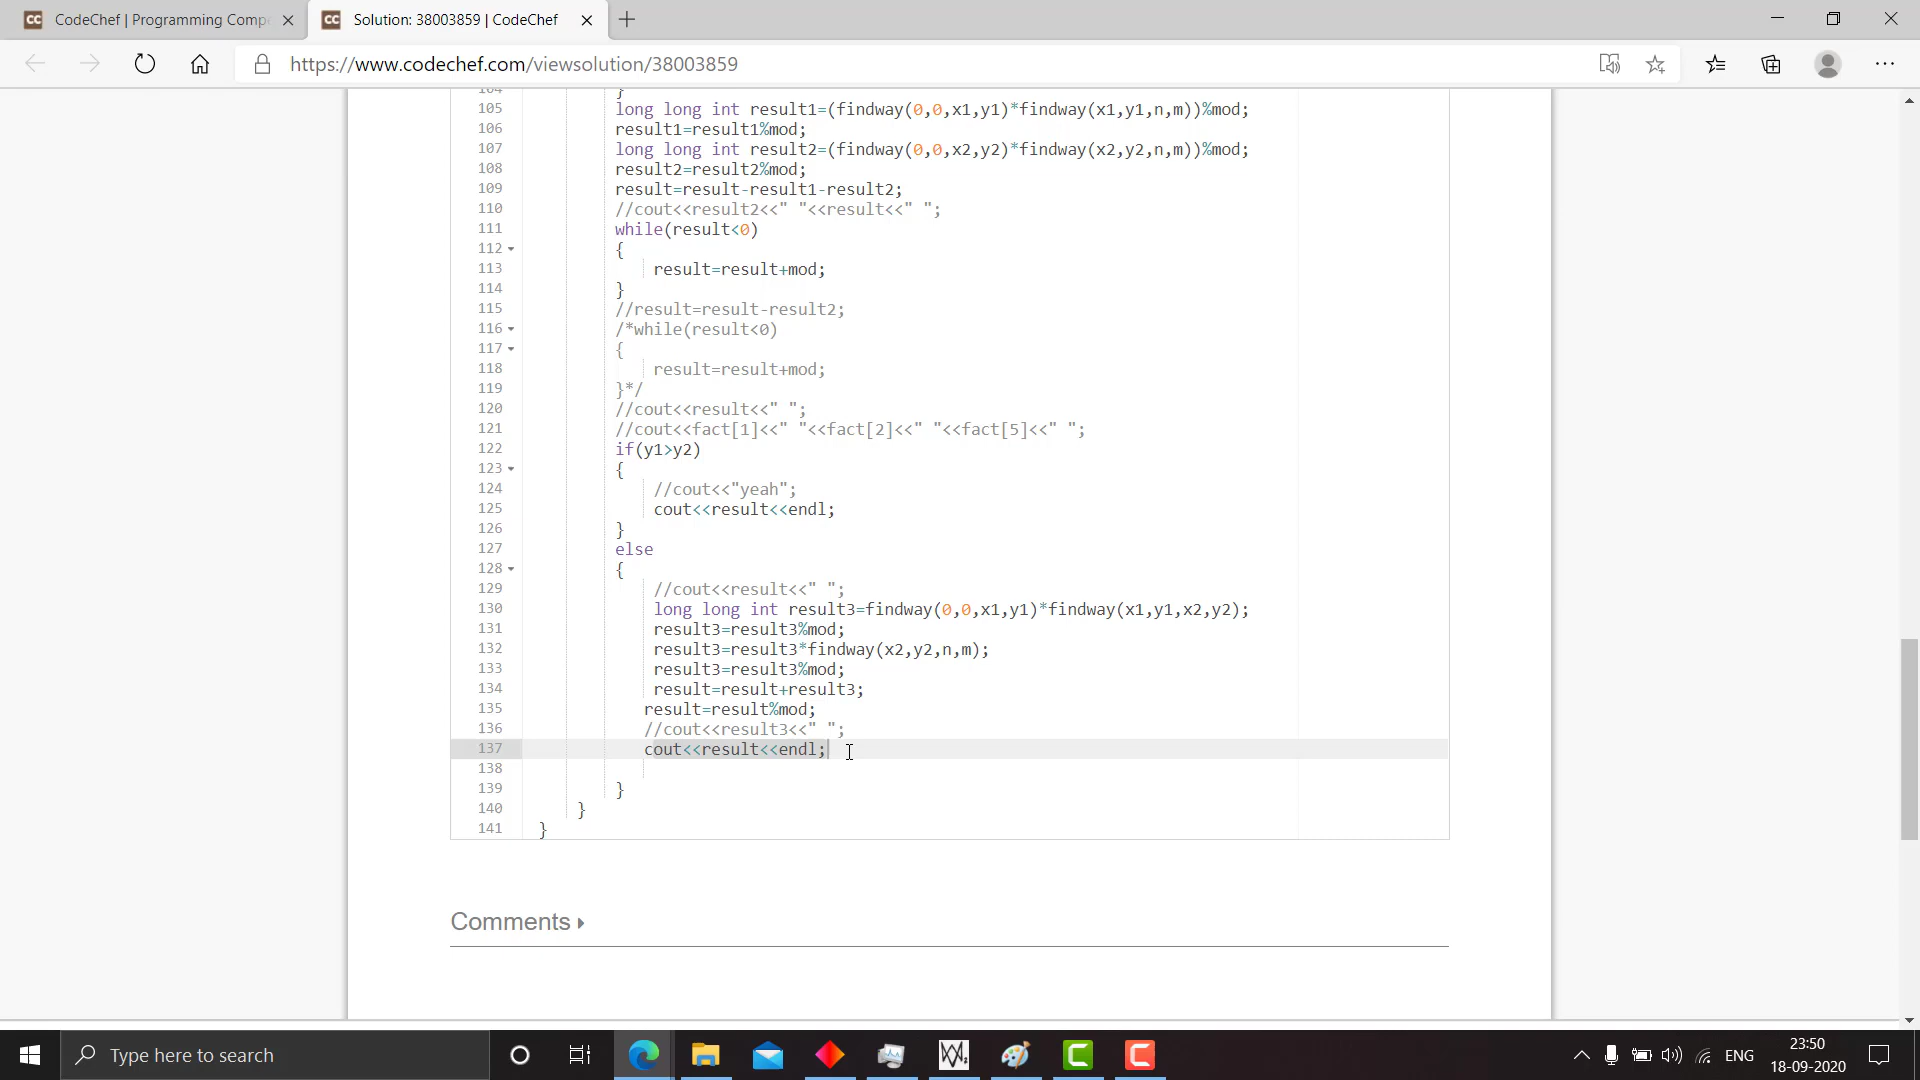 CodeChef | Programming Compe
Solution: 38003859 | CodeChef
https://www.codechef.com/viewsolution/38003859
104 }
105 long long int result1=(findway(0,0,x1,y1)*findway(x1,y1,n,m))%mod;
106 result1=result1%mod;
107 long long int result2=(findway(0,0,x2,y2)*findway(x2,y2,n,m))%mod;
108 result2=result2%mod;
109 result=result-result1-result2;
110 //cout<<result2<<" "<<result<<" ";
111 while(result<0)
112 {
113 result=result+mod;
114 }
115 //result=result-result2;
116 /*while(result<0)
117 {
118 result=result+mod;
119 }*/
120 //cout<<result<<" ";
121 //cout<<fact[1]<<" "<<fact[2]<<" "<<fact[5]<<" ";
122 if(y1>y2)
123 {
124 //cout<<"yeah";
125 cout<<result<<endl;
126 }
127 else
128 {
129 //cout<<result<<" ";
130 long long int result3=findway(0,0,x1,y1)*findway(x1,y1,x2,y2);
131 result3=result3%mod;
132 result3=result3*findway(x2,y2,n,m);
133 result3=result3%mod;
134 result=result+result3;
135 result=result%mod;
136 //cout<<result3<<" ";
137 cout<<result<<endl;
138
139 }
140 }
141 }
Comments
Type here to search
ENG
23:50
18-09-2020